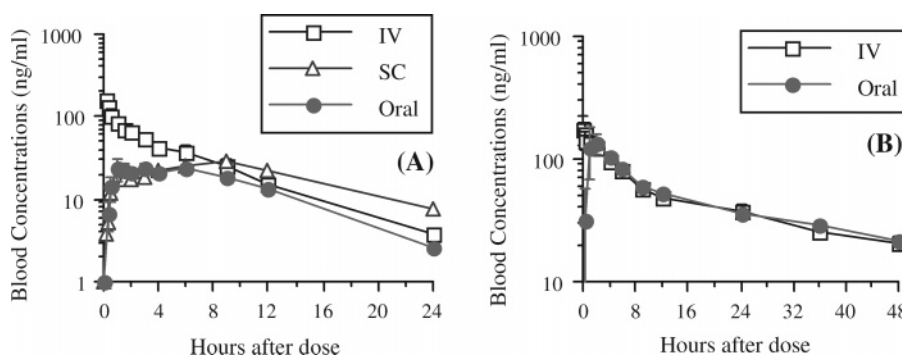 1000
100
10
1
Blood Concentrations (ng/ml)
IV
SC
Oral
(A)
0 4 8 12 16 20 24
Hours after dose
1000
100
10
Blood Concentrations (ng/ml)
IV
Oral
(B)
0 8 16 24 32 40 48
Hours after dose